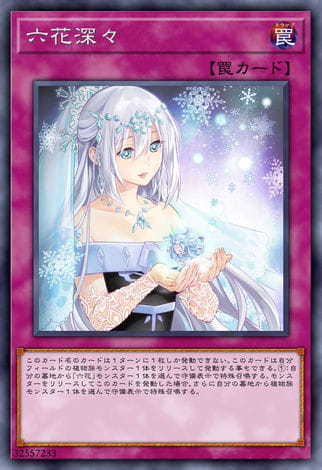 六花深々
トラップ
罠
【罠カード】
このカード名のカードは1ターンに1枚しか発動できない。このカードは自分
フィールドの植物族モンスター1体をリリースして発動する事もできる。①:自
分の墓地から「六花」モンスター1体を選んで守備表示で特殊召喚する。モンス
ターをリリースしてこのカードを発動した場合、さらに自分の墓地から植物族
モンスター1体を選んで守備表示で特殊召喚できる。
32557233